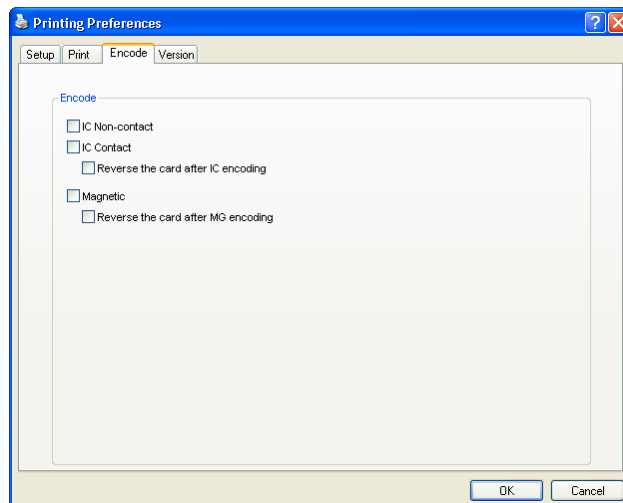 Printing Preferences
Setup Print Encode Version
Encode
IC Non-contact
IC Contact
Reverse the card after IC encoding
Magnetic
Reverse the card after MG encoding
OK Cancel